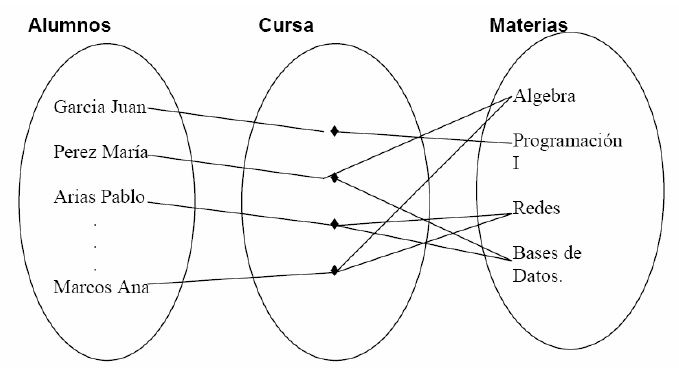 Alumnos Cursa Materias
Garcia Juan
Perez María
Arias Pablo
.
.
.
Marcos Ana
Algebra
Programación
I
Redes
Bases de
Datos.